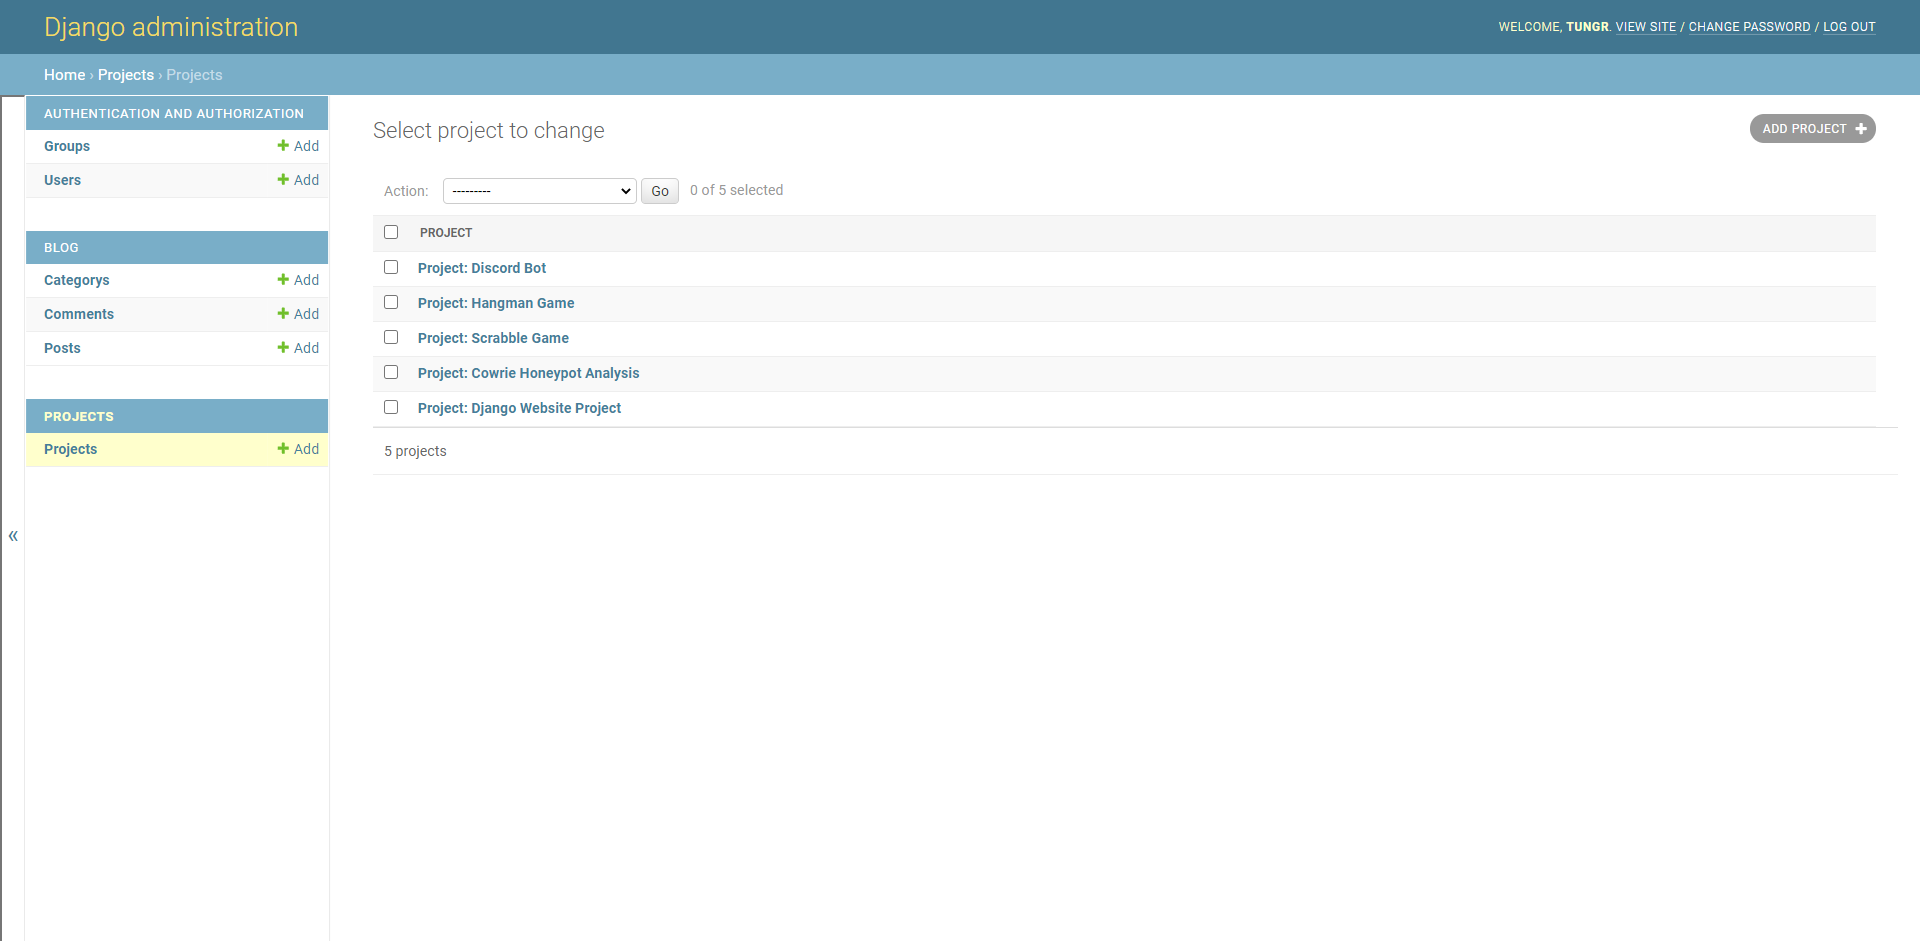 Django administration
WELCOME, TUNGR. VIEW SITE / CHANGE PASSWORD / LOG OUT
Home › Projects › Projects
AUTHENTICATION AND AUTHORIZATION
Groups Add
Users Add
BLOG
Categorys Add
Comments Add
Posts Add
PROJECTS
Projects Add
«
Select project to change
ADD PROJECT
Action: --------- Go 0 of 5 selected
PROJECT
Project: Discord Bot
Project: Hangman Game
Project: Scrabble Game
Project: Cowrie Honeypot Analysis
Project: Django Website Project
5 projects